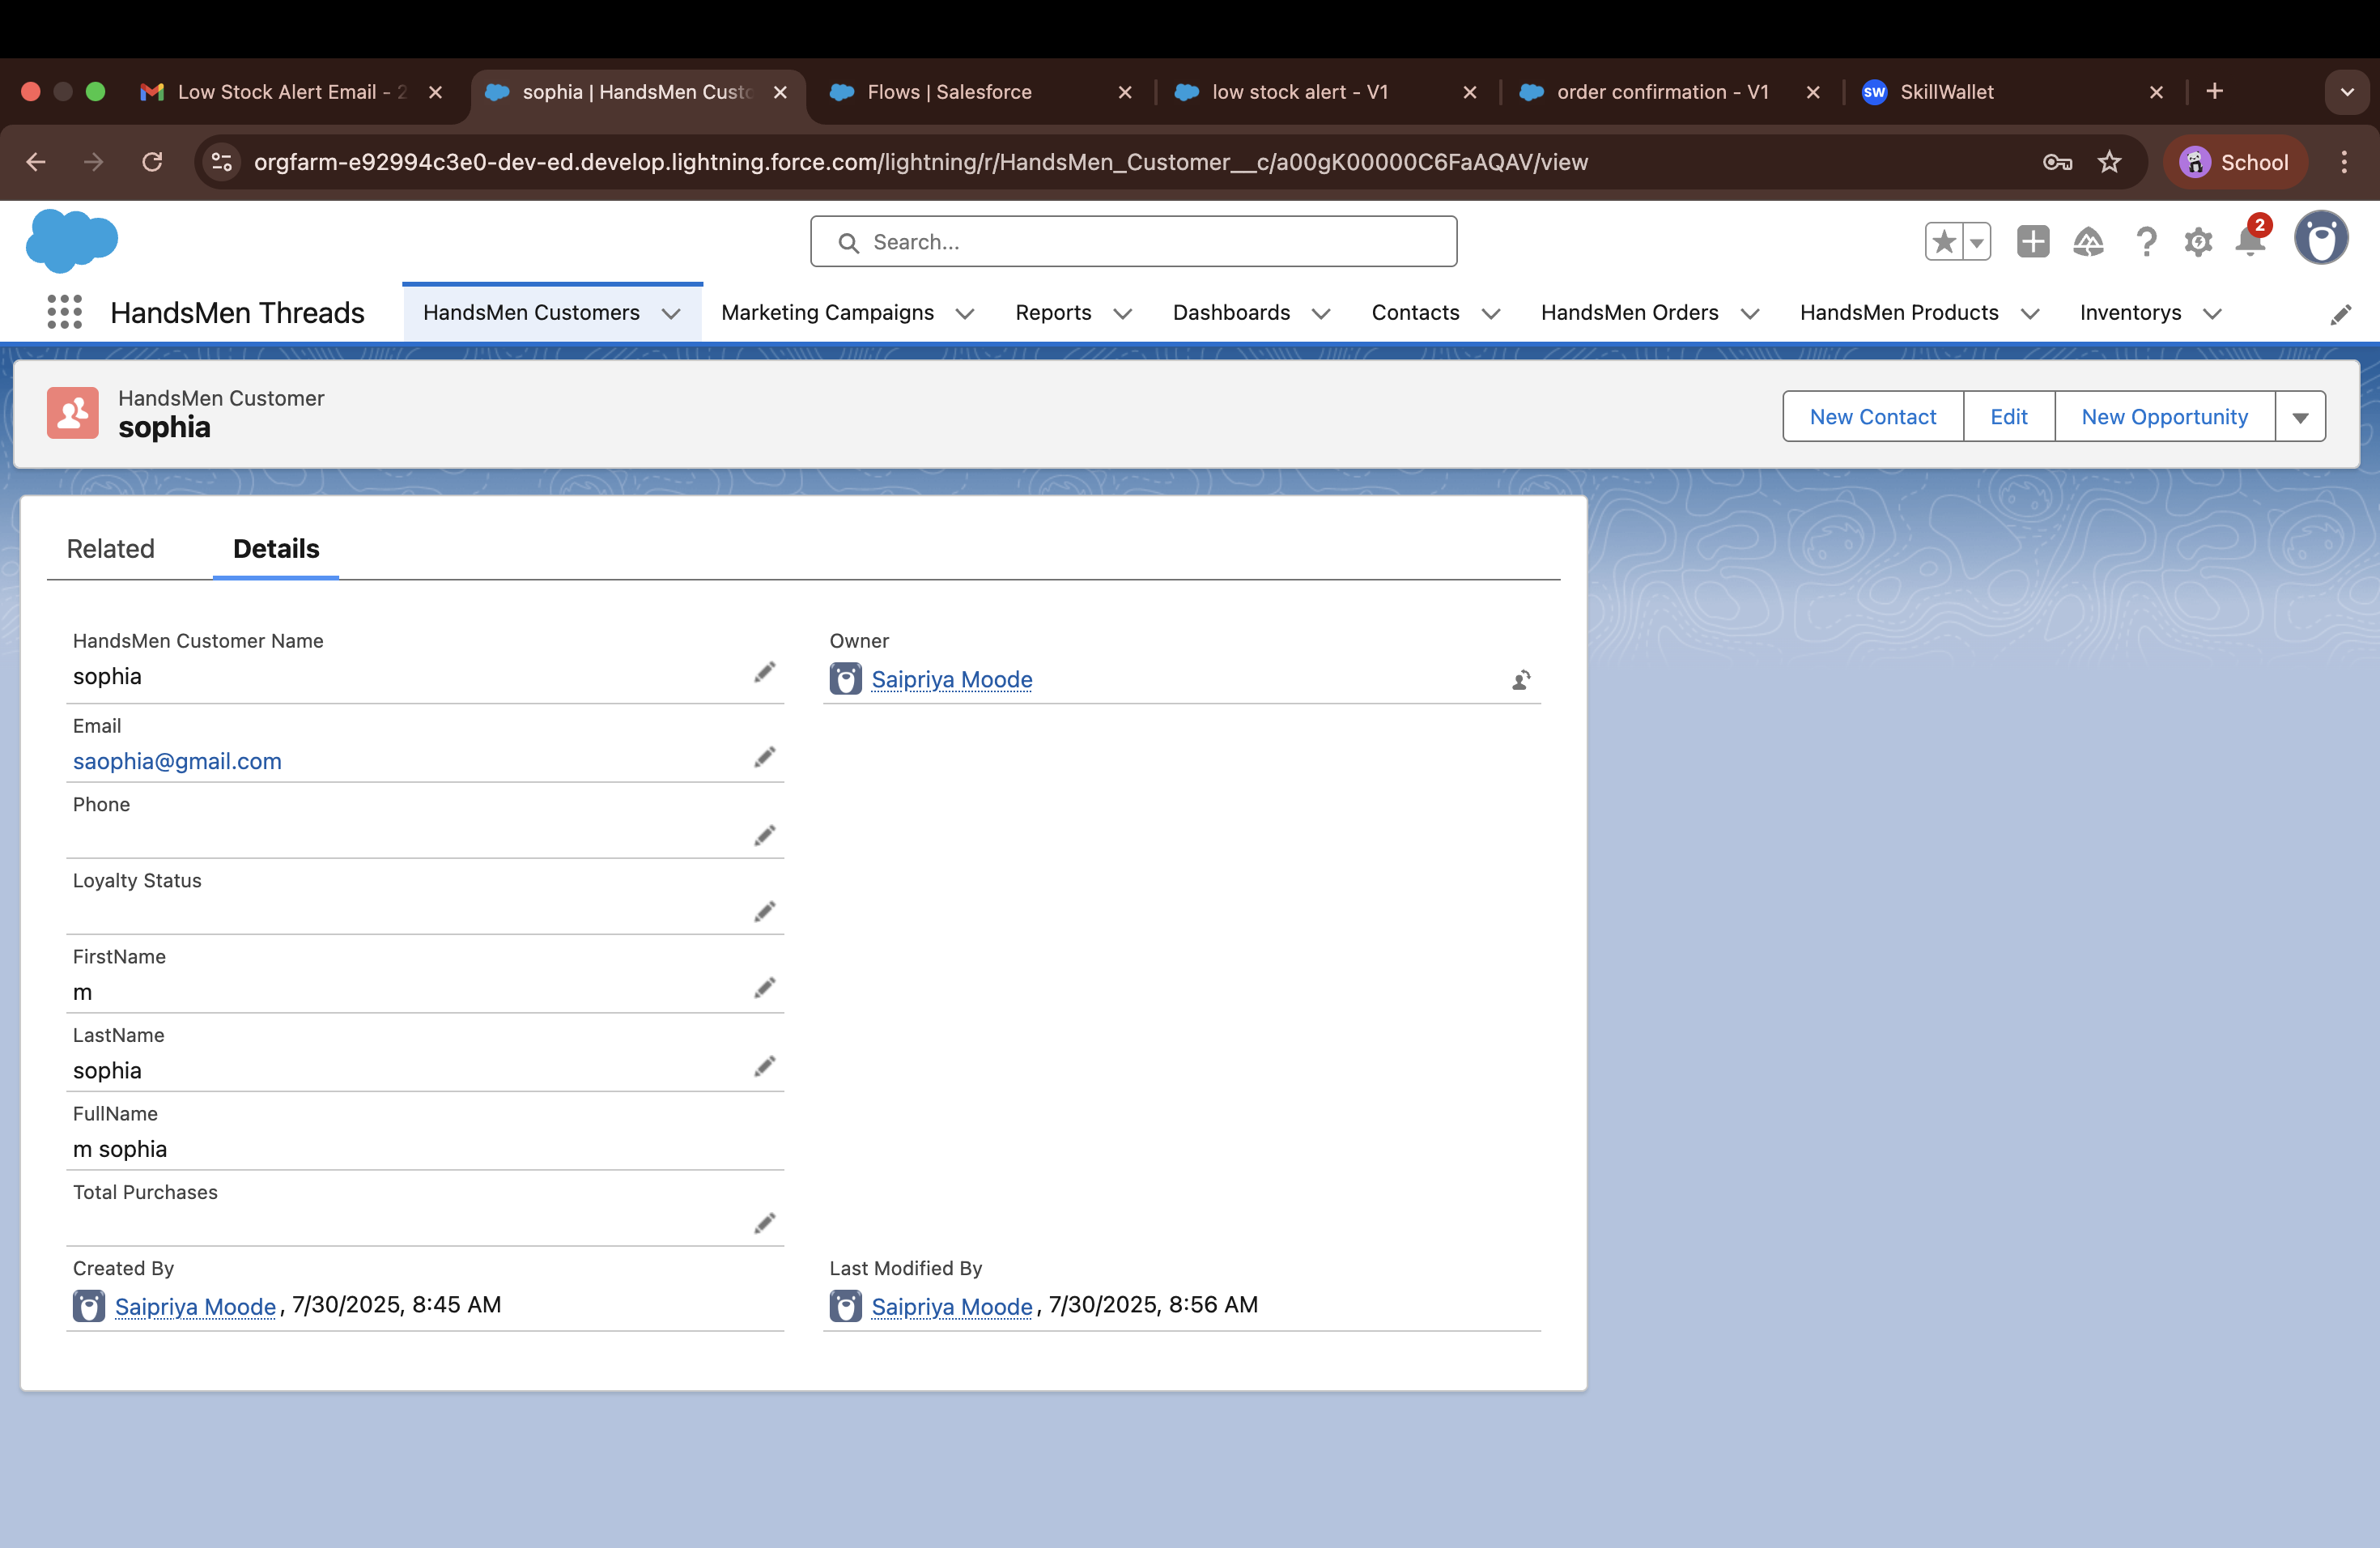 Low Stock Alert Email - 2
sophia | HandsMen Custo
Flows | Salesforce
low stock alert - V1
order confirmation - V1
SW SkillWallet
orgfarm-e92994c3e0-dev-ed.develop.lightning.force.com/lightning/r/HandsMen_Customer__c/a00gK00000C6FaAQAV/view
School
Search...
2
HandsMen Threads
HandsMen Customers
Marketing Campaigns
Reports
Dashboards
Contacts
HandsMen Orders
HandsMen Products
Inventorys
HandsMen Customer
sophia
New Contact
Edit
New Opportunity
Related
Details
HandsMen Customer Name
sophia
Owner
Saipriya Moode
Email
saophia@gmail.com
Phone
Loyalty Status
FirstName
m
LastName
sophia
FullName
m sophia
Total Purchases
Created By
Saipriya Moode, 7/30/2025, 8:45 AM
Last Modified By
Saipriya Moode, 7/30/2025, 8:56 AM